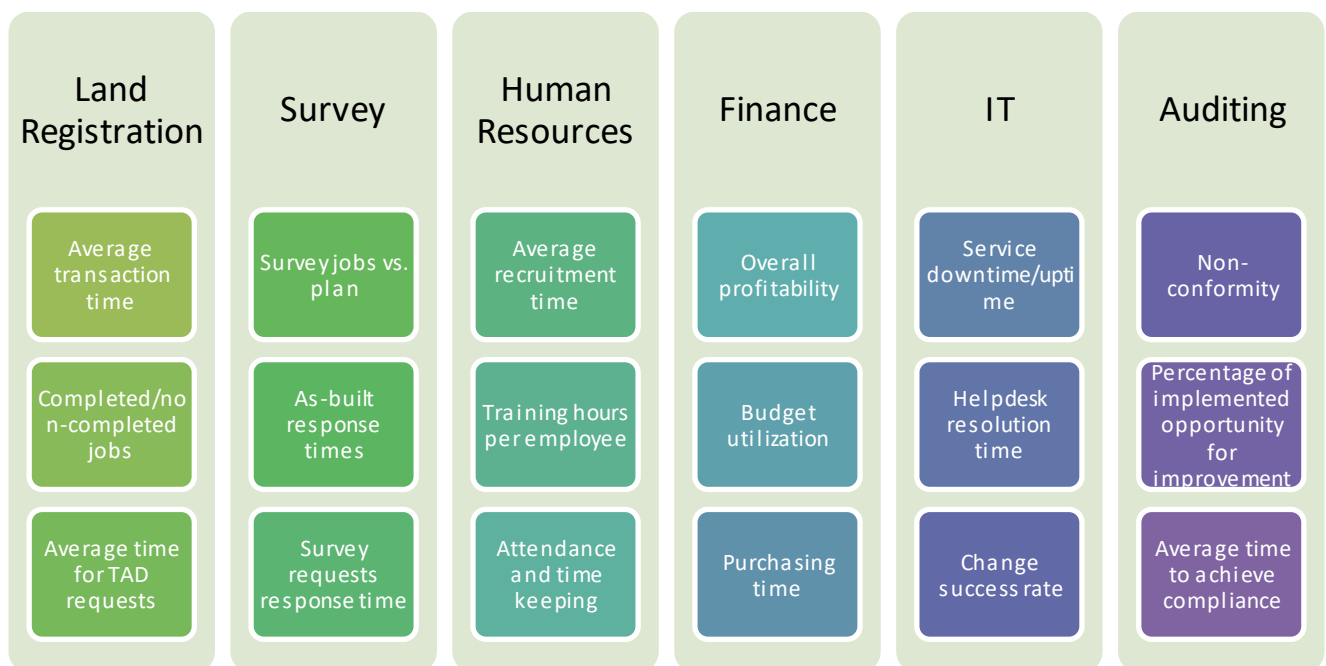 Land
Registration
Average
transaction
time
Completed/no
n-completed
jobs
Average time
for TAD
requests
Survey
Survey jobs vs.
plan
As-built
response
times
Survey
requests
response time
Human
Resources
Average
recruitment
time
Training hours
per employee
Attendance
and time
keeping
Finance
Overall
profitability
Budget
utilization
Purchasing
time
IT
Service
downtime/upti
me
Helpdesk
resolution
time
Change
success rate
Auditing
Non-
conformity
Percentage of
implemented
opportunity
for
improvement
Average time
to achieve
compliance